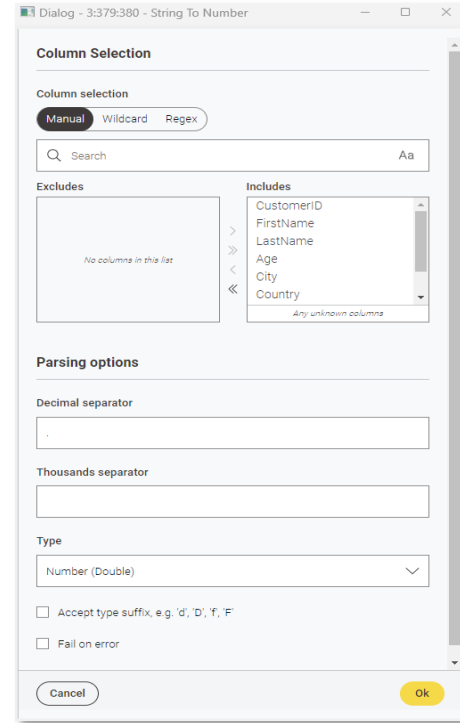 Dialog - 3:379:380 - String To Number
Column Selection
Column selection
Manual Wildcard Regex
Search Aa
Excludes Includes
No columns in this list
CustomerID
FirstName
LastName
Age
City
Country
Any unknown columns
Parsing options
Decimal separator
.
Thousands separator
Type
Number (Double)
Accept type suffix, e.g. 'd', 'D', 'f', 'F'
Fail on error
Cancel Ok